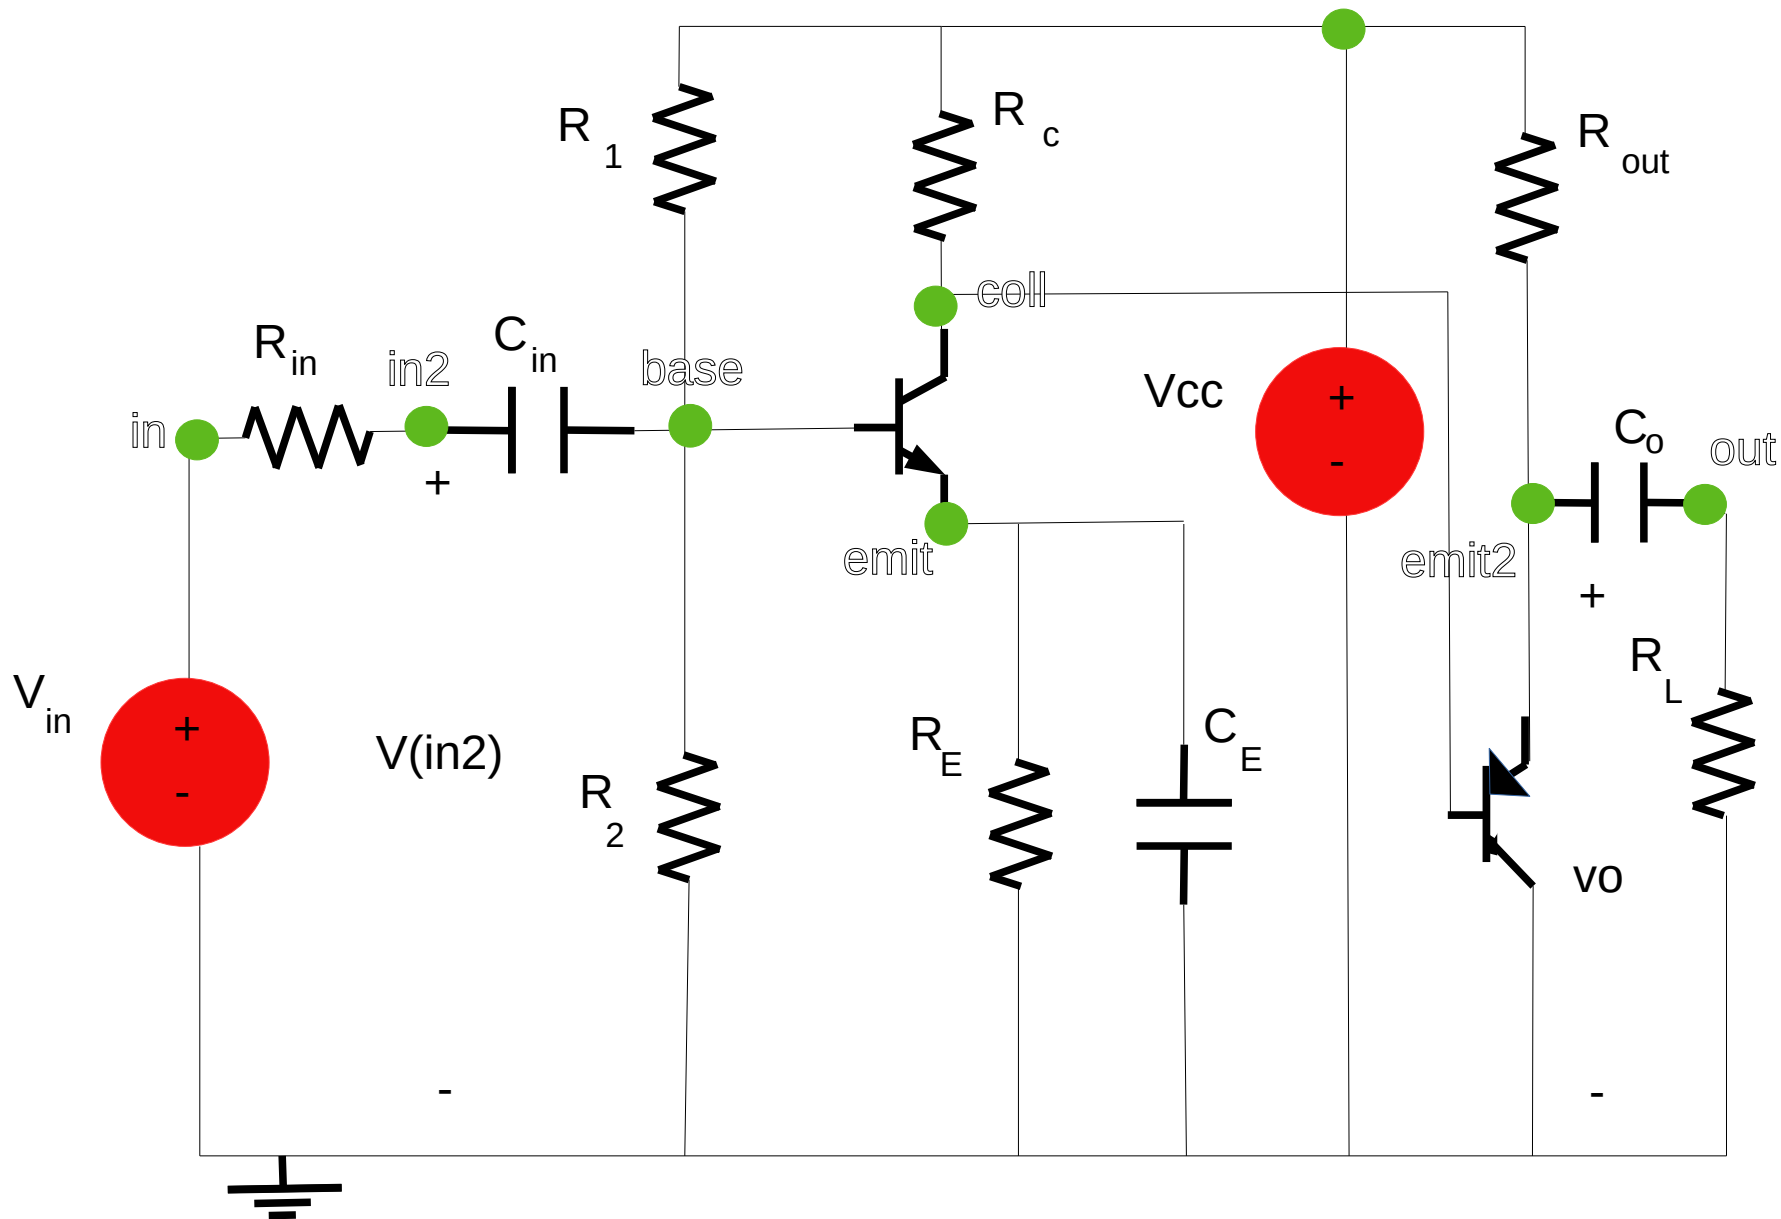 R 1
R c
R out
coll
R in
in2
C in
base
in
Vcc
+
-
C o
out
+
emit
emit2
+
R L
V in
+
-
V(in2)
R 2
R E
C E
vo
-
-